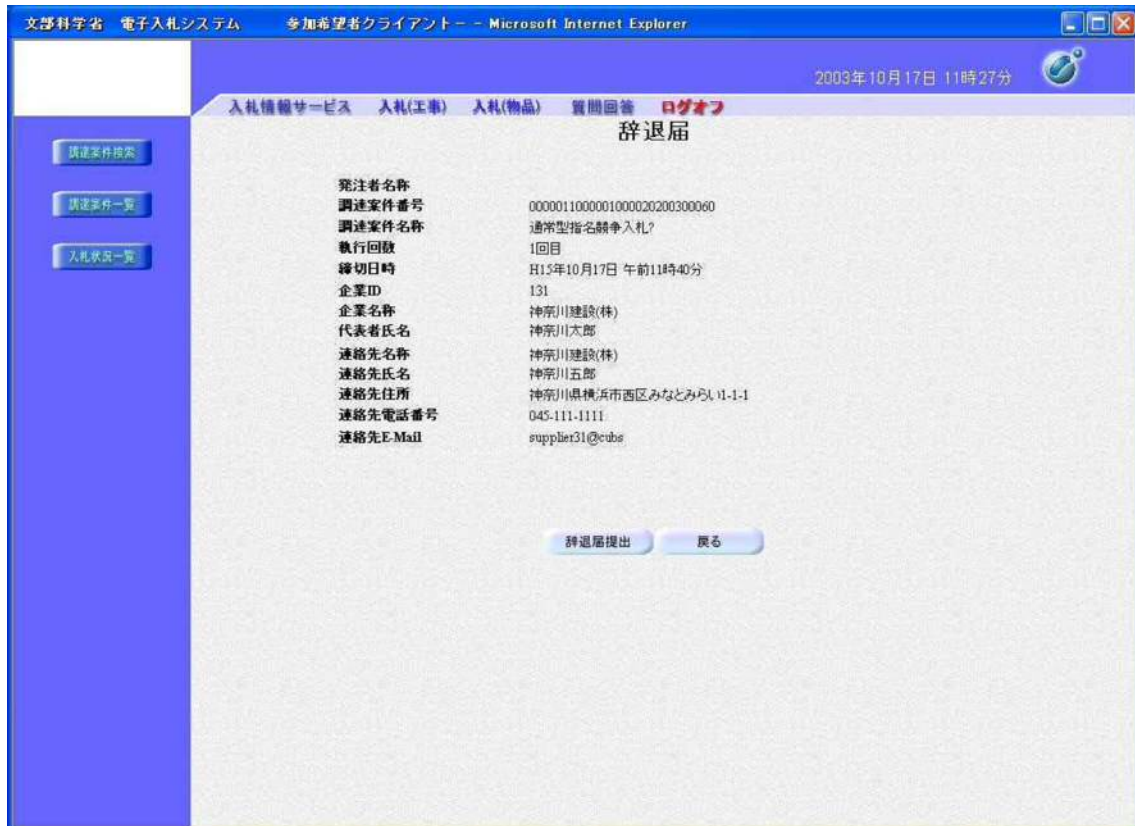 文部科学省 電子入札システム 参加希望者クライアント－ - Microsoft Internet Explorer
2003年10月17日 11時27分
入札情報サービス 入札(工事) 入札(物品) 質問回答 ログオフ
辞退届
調達案件検索
調達案件一覧
入札状況一覧
発注者名称
調達案件番号 0000011000001000020200300060
調達案件名称 通常型指名競争入札?
執行回数 1回目
締切日時 H15年10月17日 午前11時40分
企業ID 131
企業名称 神奈川建設(株)
代表者氏名 神奈川太郎
連絡先名称 神奈川建設(株)
連絡先氏名 神奈川五郎
連絡先住所 神奈川県横浜市西区みなとみらい1-1-1
連絡先電話番号 045-111-1111
連絡先E-Mail supplier31@cubs
辞退届提出 戻る